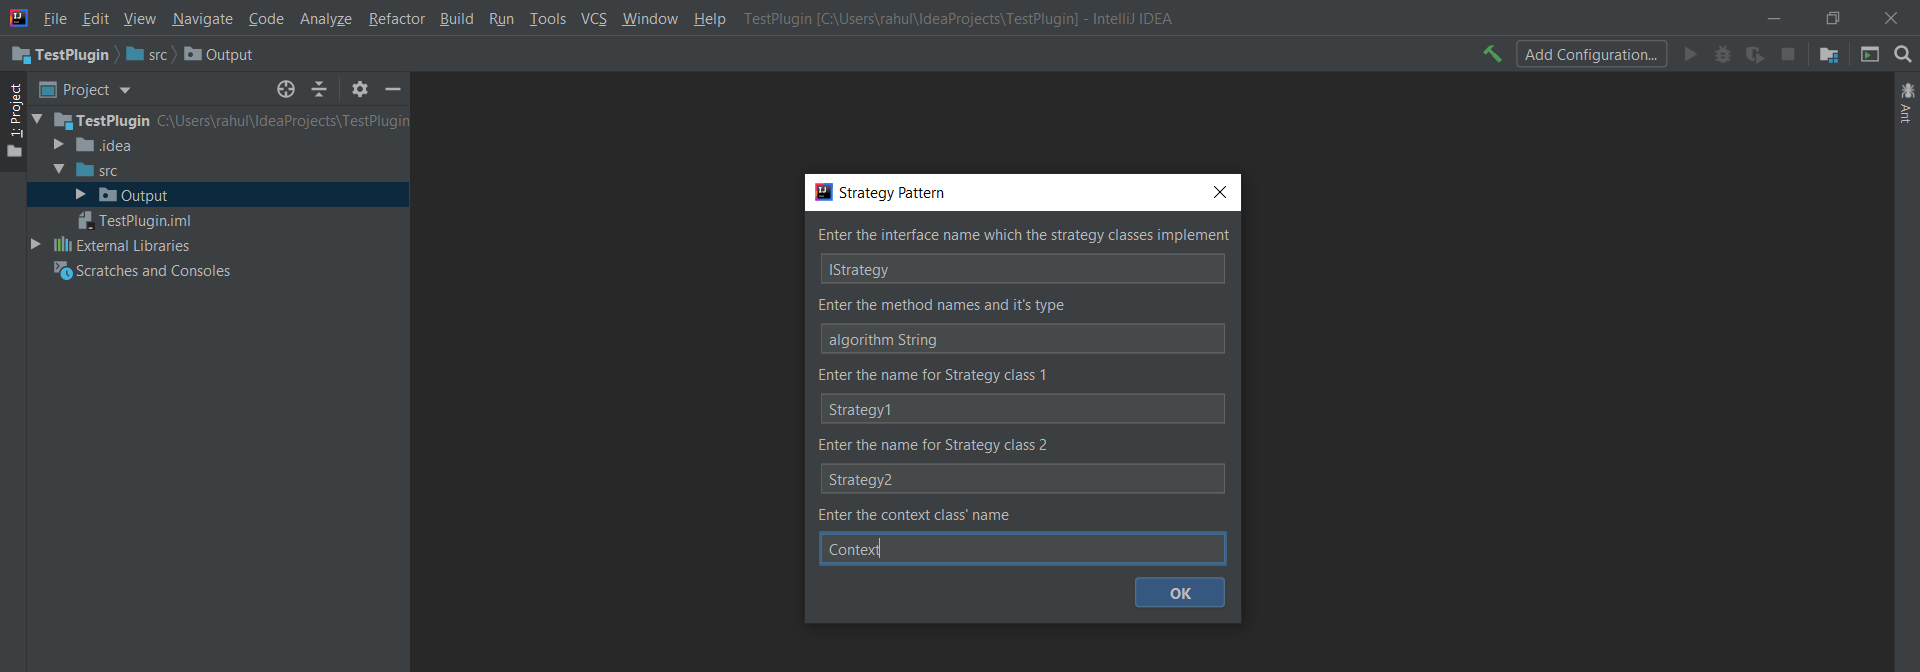 File Edit View Navigate Code Analyze Refactor Build Run Tools VCS Window Help TestPlugin [C:\Users\rahul\IdeaProjects\TestPlugin] - IntelliJ IDEA
TestPlugin src Output Add Configuration...
1: Project
Project
TestPlugin C:\Users\rahul\IdeaProjects\TestPlugin
.idea
src
Output
TestPlugin.iml
External Libraries
Scratches and Consoles
Strategy Pattern
Enter the interface name which the strategy classes implement
IStrategy
Enter the method names and it's type
algorithm String
Enter the name for Strategy class 1
Strategy1
Enter the name for Strategy class 2
Strategy2
Enter the context class' name
Context
OK
Ant